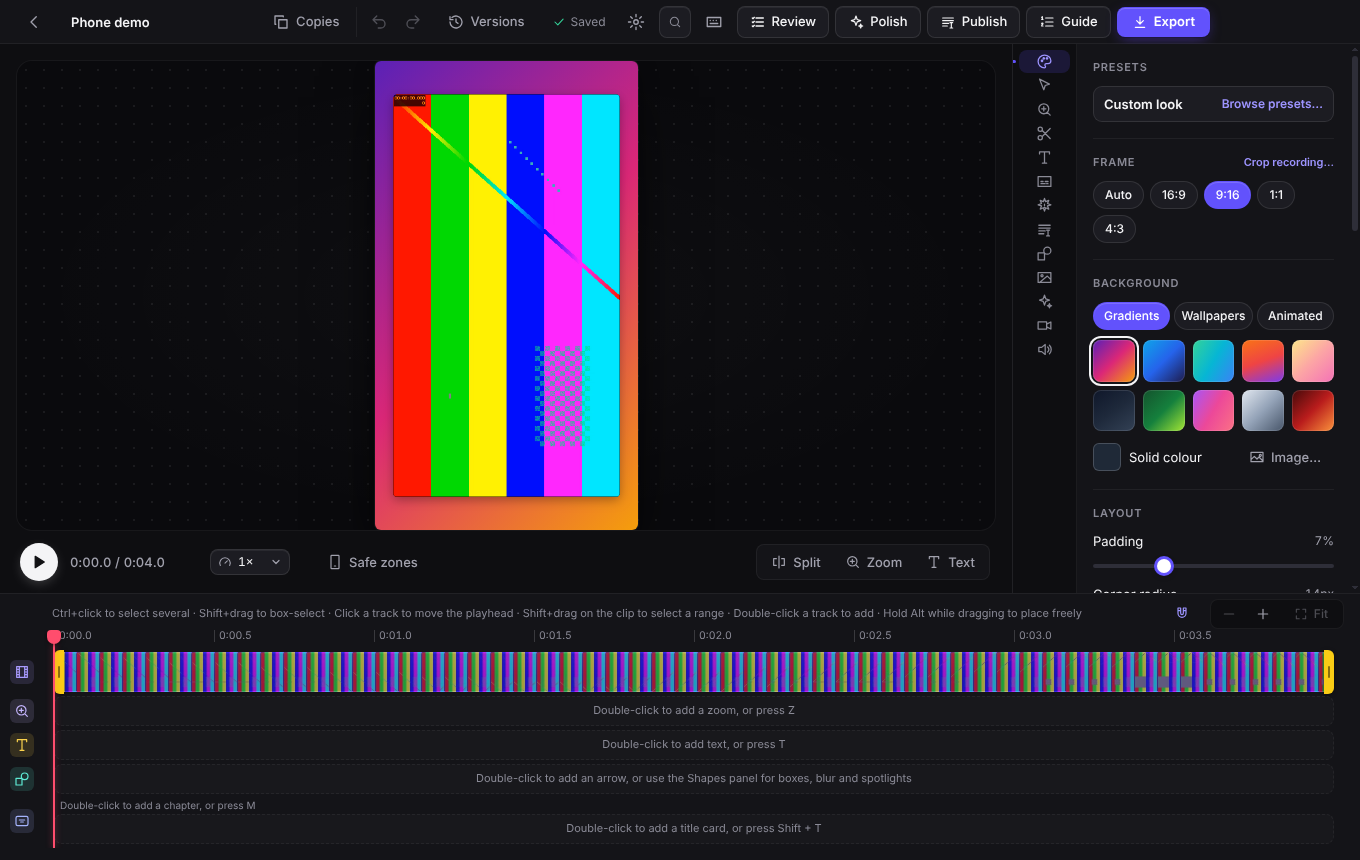 Phone demo
Copies
Versions
Saved
Review
Polish
Publish
Guide
Export
PRESETS
Custom look
Browse presets...
FRAME
Crop recording...
Auto
16:9
9:16
1:1
4:3
BACKGROUND
Gradients
Wallpapers
Animated
Solid colour
Image...
LAYOUT
Padding
7%
0:00.0 / 0:04.0
1×
Safe zones
Split
Zoom
Text
Ctrl+click to select several · Shift+drag to box-select · Click a track to move the playhead · Shift+drag on the clip to select a range · Double-click a track to add · Hold Alt while dragging to place freely
Fit
0:00.0
0:00.5
0:01.0
0:01.5
0:02.0
0:02.5
0:03.0
0:03.5
Double-click to add a zoom, or press Z
Double-click to add text, or press T
Double-click to add an arrow, or use the Shapes panel for boxes, blur and spotlights
Double-click to add a chapter, or press M
Double-click to add a title card, or press Shift + T